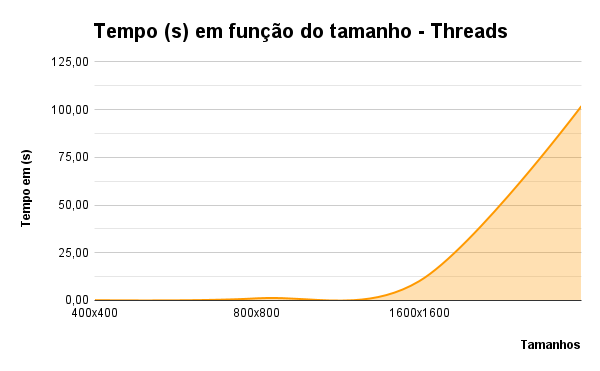 Tempo (s) em função do tamanho - Threads
125,00
100,00
75,00
50,00
25,00
0,00
Tempo em (s)
400x400
800x800
1600x1600
Tamanhos